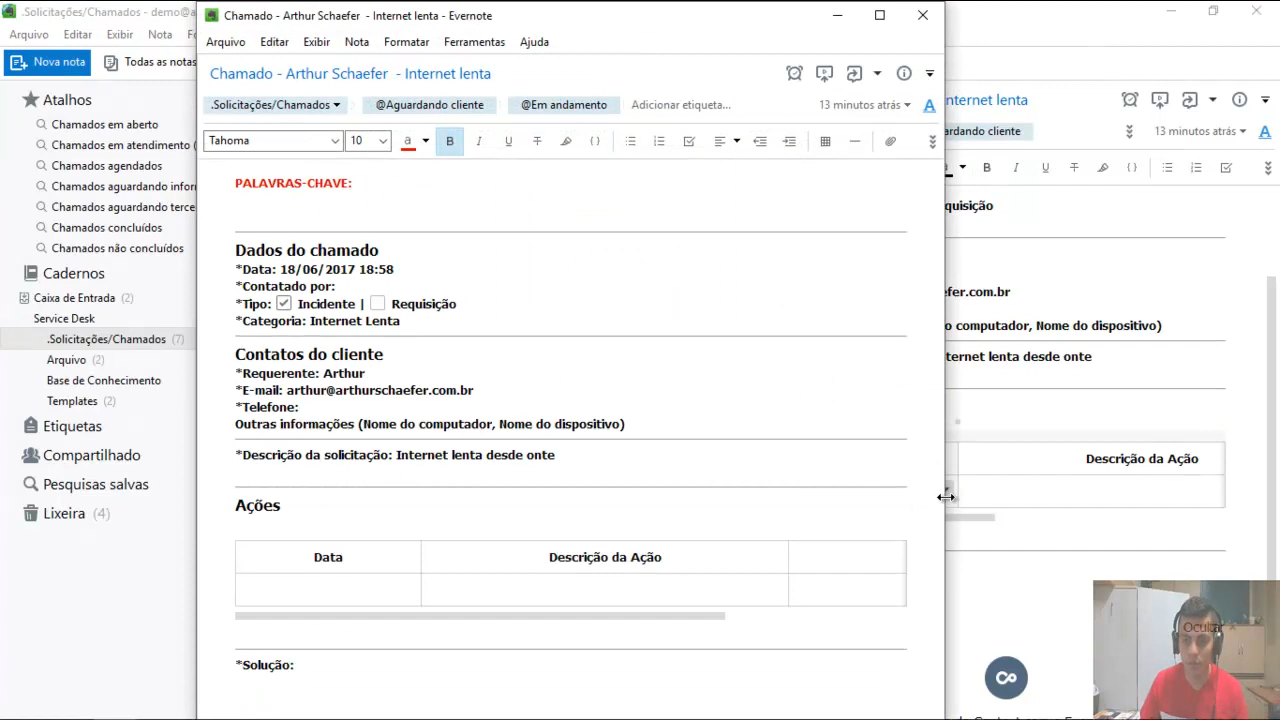 .Solicitações/Chamados - demo@a
Arquivo Editar Exibir Nota
Nova nota Todas as notas
Atalhos
Chamados em aberto
Chamados em atendimento (
Chamados agendados
Chamados aguardando infor
Chamados aguardando terce
Chamados concluídos
Chamados não concluídos
Cadernos
Caixa de Entrada (2)
Service Desk
.Solicitações/Chamados (7)
Arquivo (2)
Base de Conhecimento
Templates (2)
Etiquetas
Compartilhado
Pesquisas salvas
Lixeira (4)
Chamado - Arthur Schaefer - Internet lenta - Evernote
Arquivo Editar Exibir Nota Formatar Ferramentas Ajuda
Chamado - Arthur Schaefer - Internet lenta
.Solicitações/Chamados @Aguardando cliente @Em andamento Adicionar etiqueta... 13 minutos atrás A
Tahoma 10 a B I U T { }
PALAVRAS-CHAVE:
Dados do chamado
*Data: 18/06/2017 18:58
*Contatado por:
*Tipo: Incidente | Requisição
*Categoria: Internet Lenta
Contatos do cliente
*Requerente: Arthur
*E-mail: arthur@arthurschaefer.com.br
*Telefone:
Outras informações (Nome do computador, Nome do dispositivo)
*Descrição da solicitação: Internet lenta desde onte
Ações
Data Descrição da Ação
*Solução:
nternet lenta
ardando cliente 13 minutos atrás A
B I U T { }
quisição
efer.com.br
o computador, Nome do dispositivo)
ternet lenta desde onte
Descrição da Ação
Ocultar